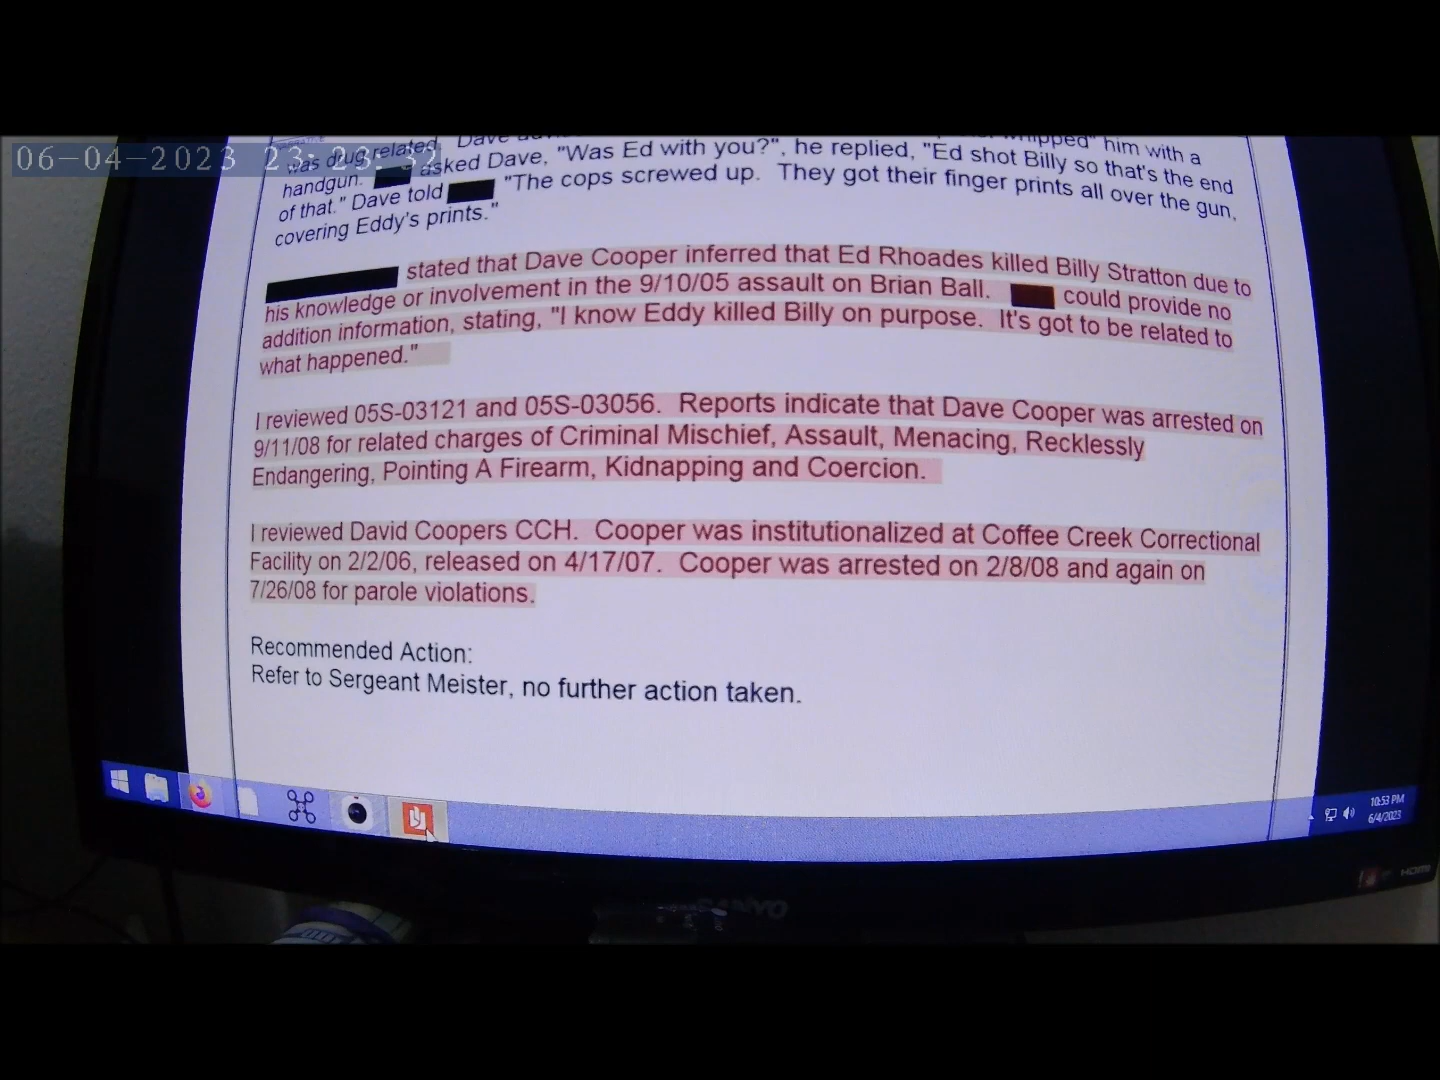 06-04-2023 23:23:32
was drug related. Dave whipped" him with a
handgun. asked Dave, "Was Ed with you?", he replied, "Ed shot Billy so that's the end
of that." Dave told "The cops screwed up. They got their finger prints all over the gun,
covering Eddy's prints."
stated that Dave Cooper inferred that Ed Rhoades killed Billy Stratton due to
his knowledge or involvement in the 9/10/05 assault on Brian Ball. could provide no
addition information, stating, "I know Eddy killed Billy on purpose. It's got to be related to
what happened."
I reviewed 05S-03121 and 05S-03056. Reports indicate that Dave Cooper was arrested on
9/11/08 for related charges of Criminal Mischief, Assault, Menacing, Recklessly
Endangering, Pointing A Firearm, Kidnapping and Coercion.
I reviewed David Coopers CCH. Cooper was institutionalized at Coffee Creek Correctional
Facility on 2/2/06, released on 4/17/07. Cooper was arrested on 2/8/08 and again on
7/26/08 for parole violations.
Recommended Action:
Refer to Sergeant Meister, no further action taken.
10:53 PM
6/4/2023
SANYO
HDMI